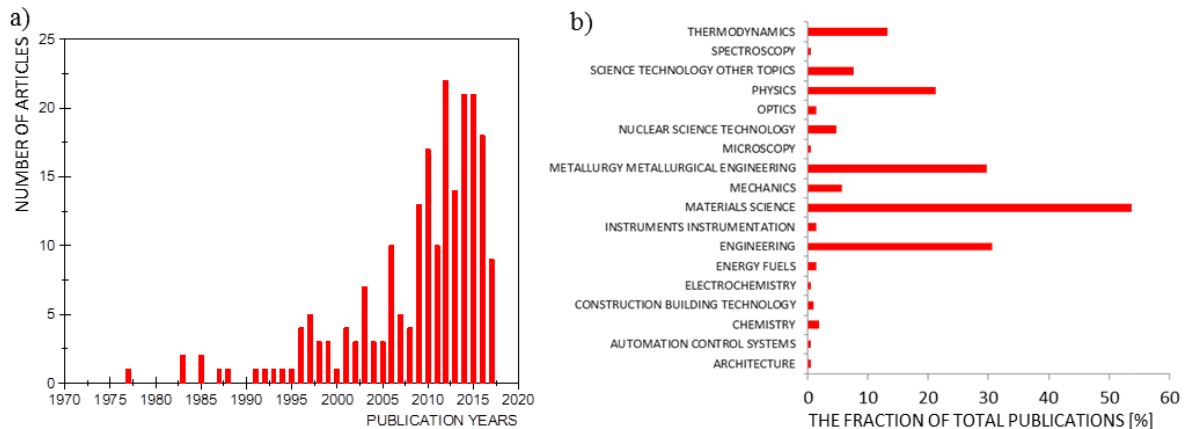 a)
NUMBER OF ARTICLES
25
20
15
10
5
0
1970 1975 1980 1985 1990 1995 2000 2005 2010 2015 2020
PUBLICATION YEARS
b)
THERMODYNAMICS
SPECTROSCOPY
SCIENCE TECHNOLOGY OTHER TOPICS
PHYSICS
OPTICS
NUCLEAR SCIENCE TECHNOLOGY
MICROSCOPY
METALLURGY METALLURGICAL ENGINEERING
MECHANICS
MATERIALS SCIENCE
INSTRUMENTS INSTRUMENTATION
ENGINEERING
ENERGY FUELS
ELECTROCHEMISTRY
CONSTRUCTION BUILDING TECHNOLOGY
CHEMISTRY
AUTOMATION CONTROL SYSTEMS
ARCHITECTURE
0 10 20 30 40 50 60
THE FRACTION OF TOTAL PUBLICATIONS [%]